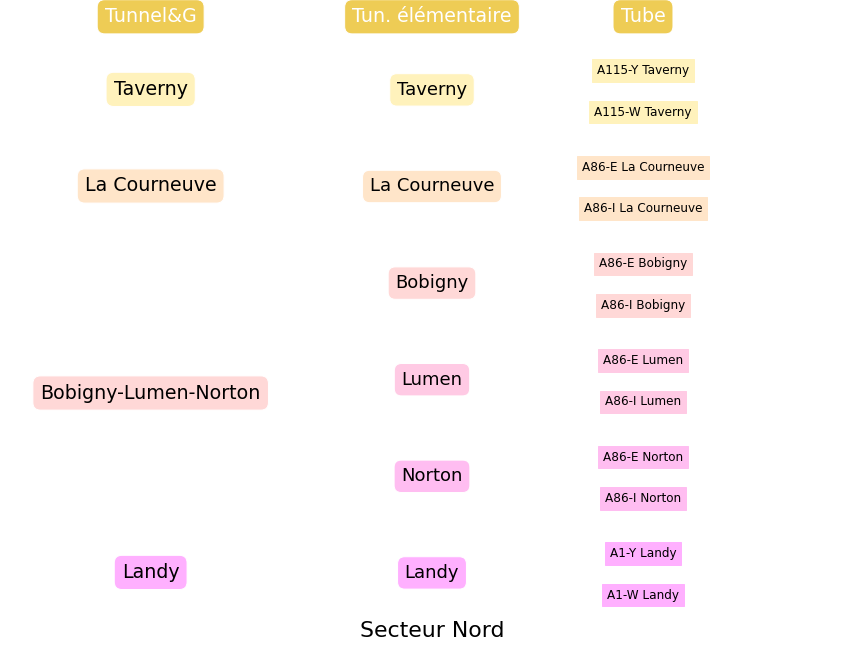 Tunnel&G Tun. élémentaire Tube
Taverny Taverny A115-Y Taverny
A115-W Taverny
La Courneuve La Courneuve A86-E La Courneuve
A86-I La Courneuve
Bobigny A86-E Bobigny
A86-I Bobigny
Bobigny-Lumen-Norton Lumen A86-E Lumen
A86-I Lumen
Norton A86-E Norton
A86-I Norton
Landy Landy A1-Y Landy
A1-W Landy
Secteur Nord